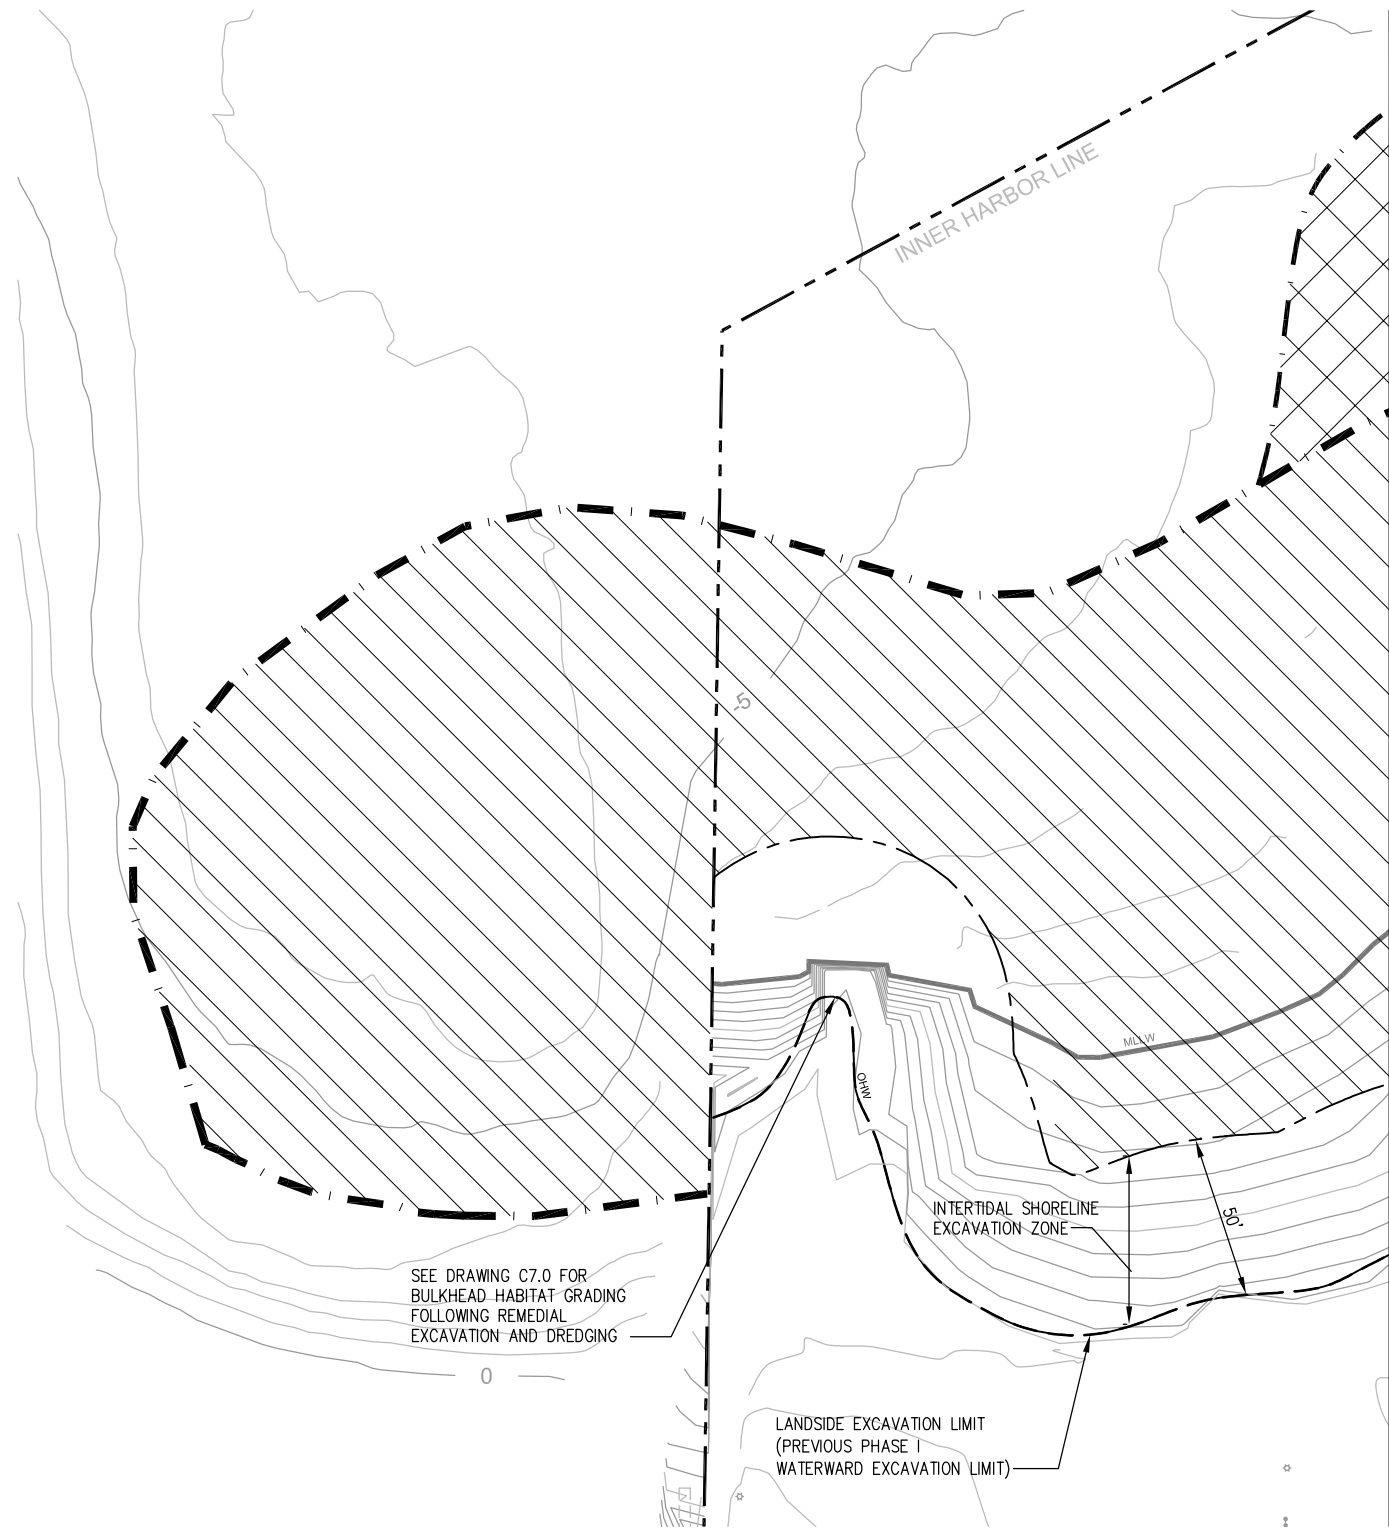 INNER HARBOR LINE
-5
MLLW
OHW
INTERTIDAL SHORELINE
EXCAVATION ZONE
50'
SEE DRAWING C7.0 FOR
BULKHEAD HABITAT GRADING
FOLLOWING REMEDIAL
EXCAVATION AND DREDGING
0
LANDSIDE EXCAVATION LIMIT
(PREVIOUS PHASE I
WATERWARD EXCAVATION LIMIT)